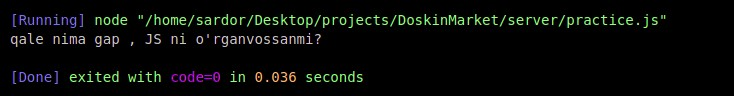 [Running] node "/home/sardor/Desktop/projects/DoskinMarket/server/practice.js"
qale nima gap , JS ni o'rganvossanmi?
[Done] exited with code=0 in 0.036 seconds